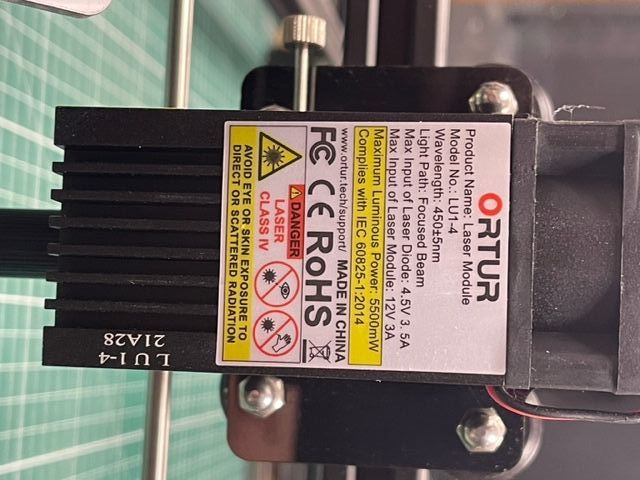 ORTUR
Product Name: Laser Module
Model No.: LU1-4
Wavelength: 450±5nm
Light Path: Focused Beam
Max Input of Laser Diode: 4.5V 3. 5A
Max Input of Laser Module: 12V 3A
Maximum Luminous Power: 5500mW
Complies with IEC 60825-1:2014
www.ortur.tech/support/ MADE IN CHINA
FC CE RoHS
DANGER
LASER
CLASS IV
AVOID EYE OR SKIN EXPOSURE TO
DIRECT OR SCATTERED RADIATION
LU1-4
21A28